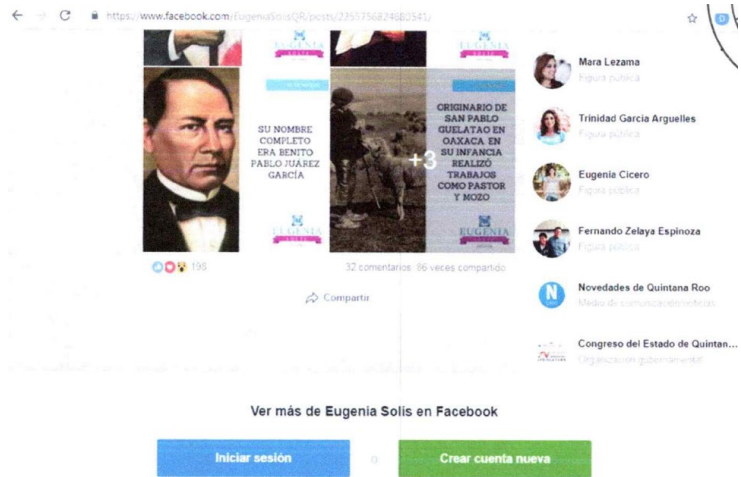 https://www.facebook.com/EugeniaSolisQR/posts/
EUGENIA
SOLÍS
SU NOMBRE
COMPLETO
ERA BENITO
PABLO JUÁREZ
GARCÍA
EUGENIA
SOLÍS
ORIGINARIO DE
SAN PABLO
GUELATAO EN
OAXACA, EN
SU INFANCIA
REALIZÓ
TRABAJOS
COMO PASTOR
Y MOZO
+3
EUGENIA
195
32 comentarios 86 veces compartido
Compartir
Mara Lezama
Figura pública
Trinidad García Arguelles
Figura pública
Eugenia Cicero
Figura pública
Fernando Zelaya Espinoza
Figura pública
N
Novedades de Quintana Roo
Medio de comunicación/noticias
Congreso del Estado de Quintan...
Organización gubernamental
Ver más de Eugenia Solís en Facebook
Iniciar sesión
o
Crear cuenta nueva